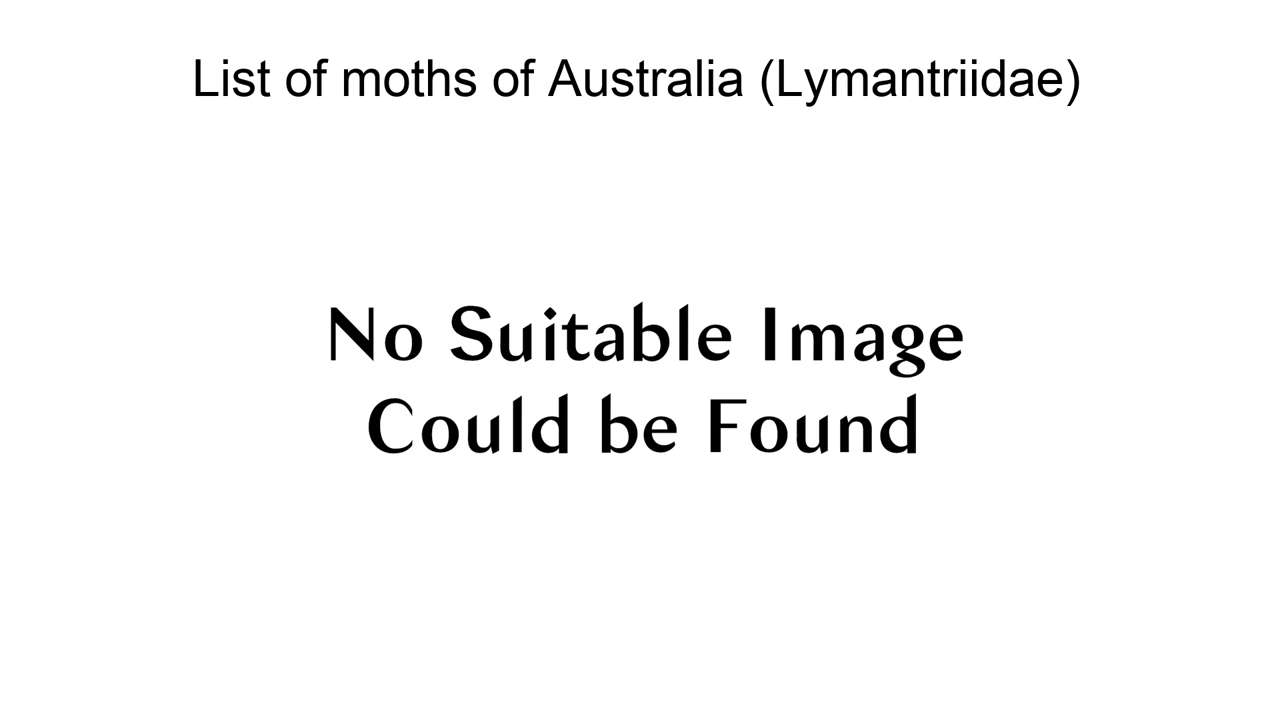 List of moths of Australia (Lymantriidae)
No Suitable Image
Could be Found